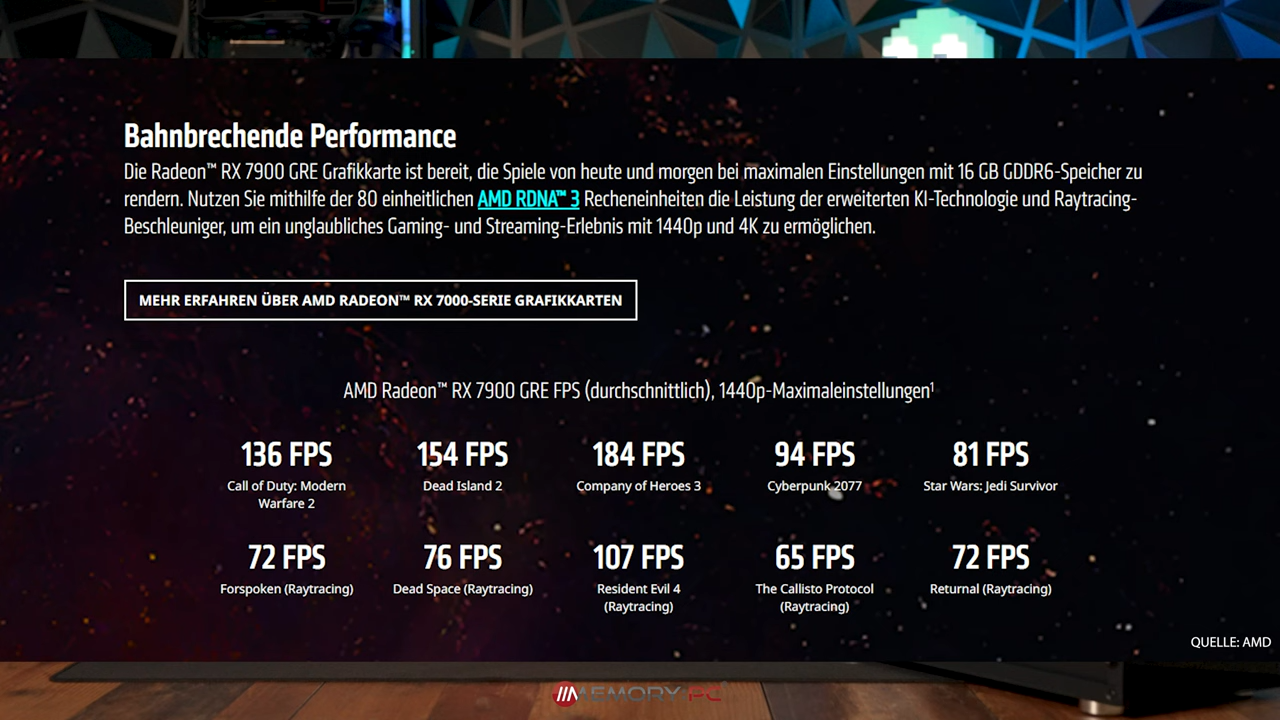 Bahnbrechende Performance
Die Radeon™ RX 7900 GRE Grafikkarte ist bereit, die Spiele von heute und morgen bei maximalen Einstellungen mit 16 GB GDDR6-Speicher zu
rendern. Nutzen Sie mithilfe der 80 einheitlichen AMD RDNA™ 3 Recheneinheiten die Leistung der erweiterten KI-Technologie und Raytracing-
Beschleuniger, um ein unglaubliches Gaming- und Streaming-Erlebnis mit 1440p und 4K zu ermöglichen.
MEHR ERFAHREN ÜBER AMD RADEON™ RX 7000-SERIE GRAFIKKARTEN
AMD Radeon™ RX 7900 GRE FPS (durchschnittlich), 1440p-Maximaleinstellungen¹
136 FPS 154 FPS 184 FPS 94 FPS 81 FPS
Call of Duty: Modern Dead Island 2 Company of Heroes 3 Cyberpunk 2077 Star Wars: Jedi Survivor
Warfare 2
72 FPS 76 FPS 107 FPS 65 FPS 72 FPS
Forspoken (Raytracing) Dead Space (Raytracing) Resident Evil 4 The Callisto Protocol Returnal (Raytracing)
(Raytracing) (Raytracing)
QUELLE: AMD
MEMORY PC